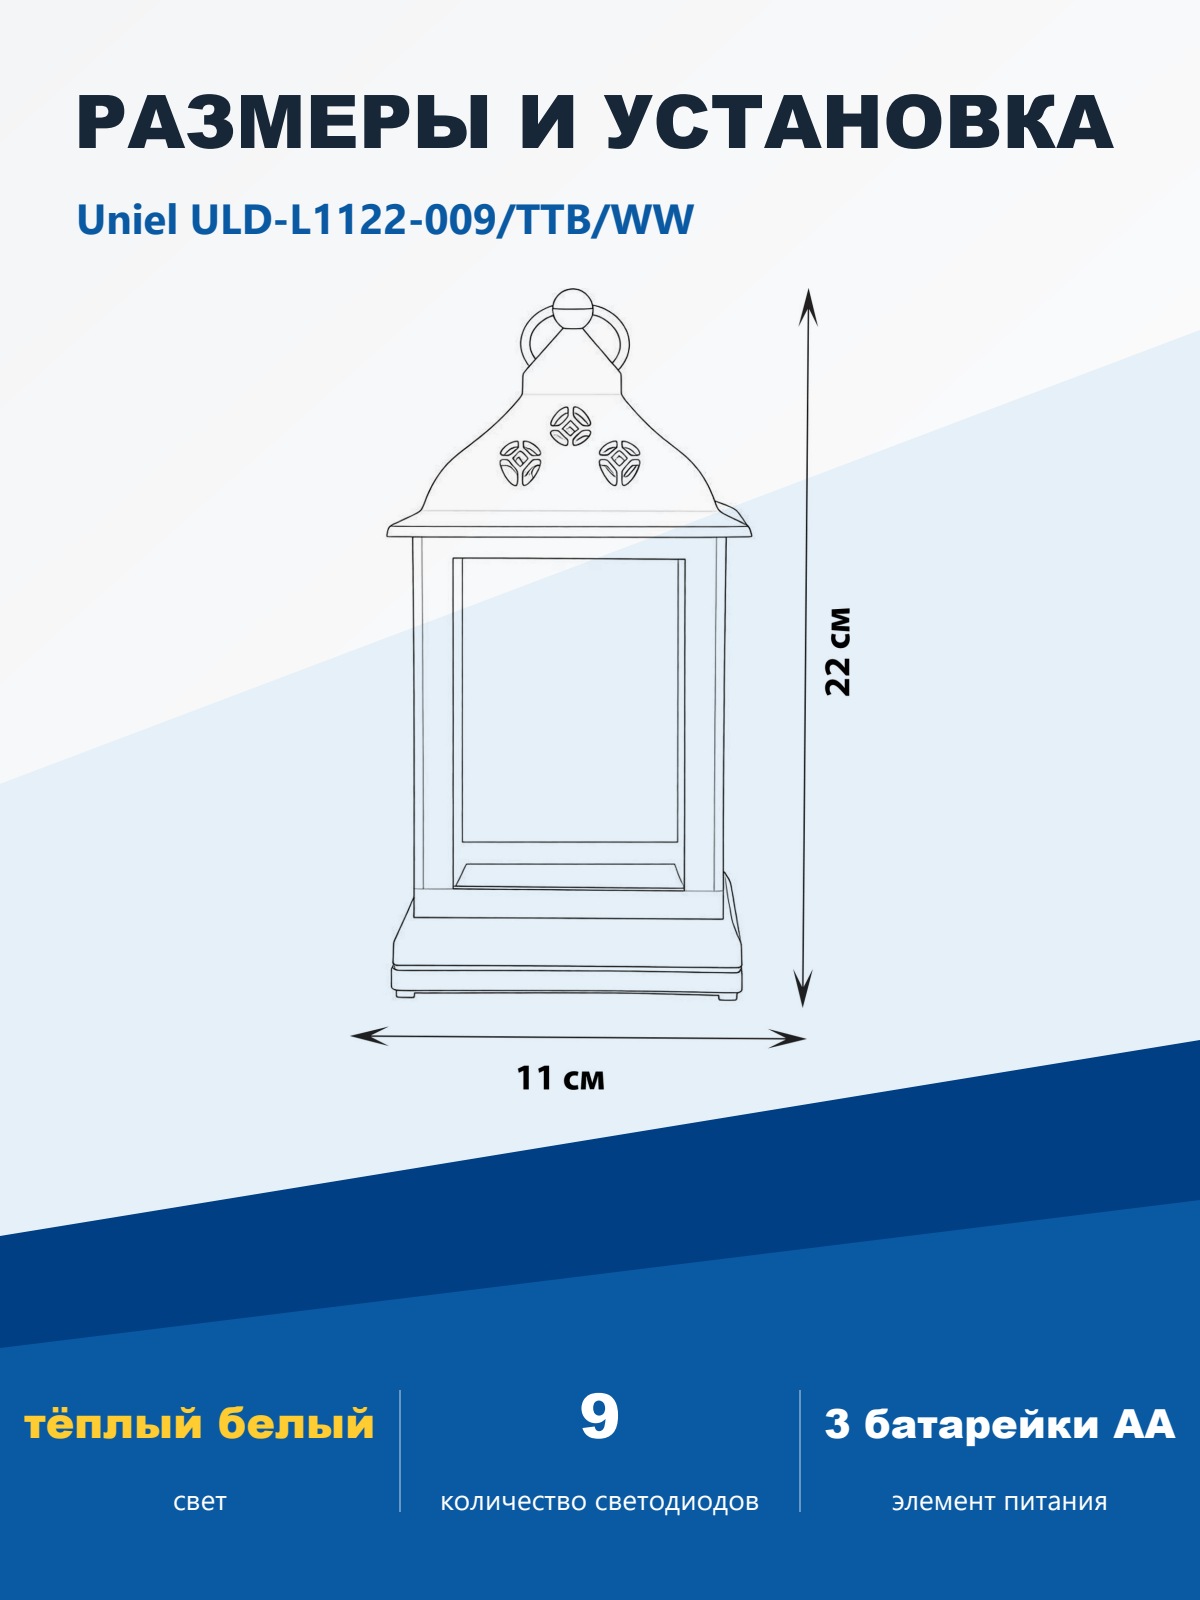 РАЗМЕРЫ И УСТАНОВКА
Uniel ULD-L1122-009/TTB/WW
22 см
11 см
тёплый белый
свет
9
количество светодиодов
3 батарейки АА
элемент питания